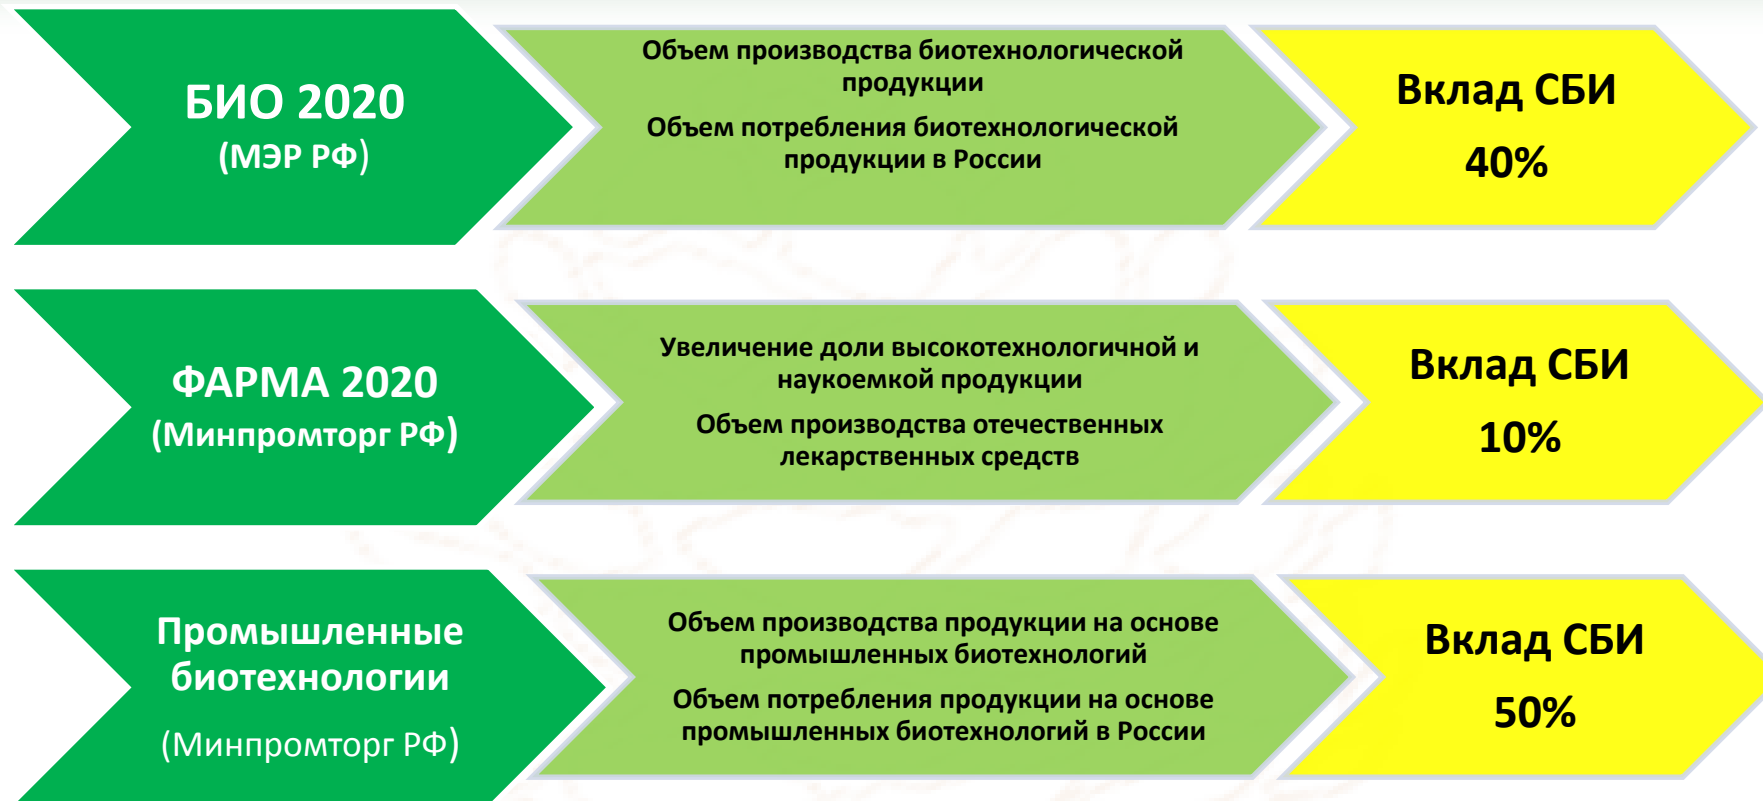 БИО 2020
(МЭР РФ)
Объем производства биотехнологической
продукции
Объем потребления биотехнологической
продукции в России
Вклад СБИ
40%
ФАРМА 2020
(Минпромторг РФ)
Увеличение доли высокотехнологичной и
наукоемкой продукции
Объем производства отечественных
лекарственных средств
Вклад СБИ
10%
Промышленные
биотехнологии
(Минпромторг РФ)
Объем производства продукции на основе
промышленных биотехнологий
Объем потребления продукции на основе
промышленных биотехнологий в России
Вклад СБИ
50%